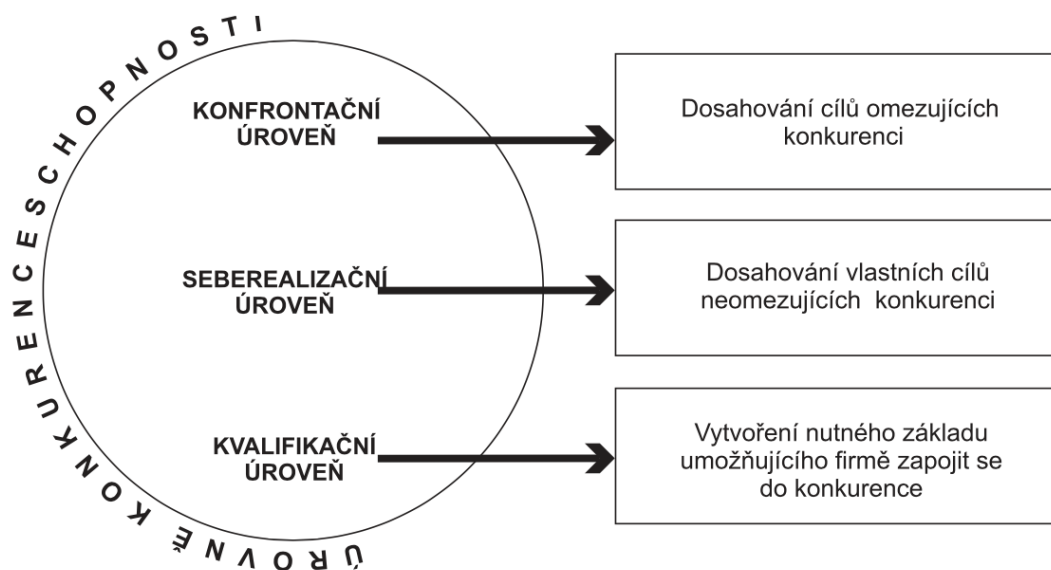 ÚROVNĚ KONKURENCESCHOPNOSTI
KONFRONTAČNÍ
ÚROVEŇ
Dosahování cílů omezujících
konkurenci
SEBEREALIZAČNÍ
ÚROVEŇ
Dosahování vlastních cílů
neomezujících konkurenci
KVALIFIKAČNÍ
ÚROVEŇ
Vytvoření nutného základu
umožňujícího firmě zapojit se
do konkurence